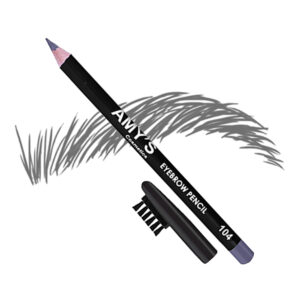 AMY'S
Cosmetics
EYEBROW PENCIL
104